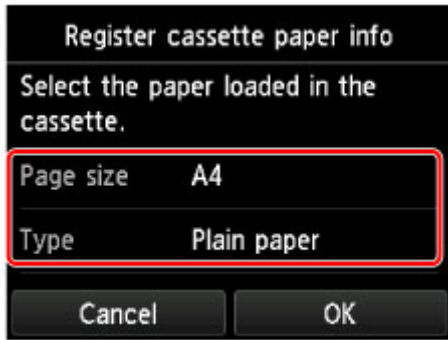 Register cassette paper info
Select the paper loaded in the
cassette.
Page size A4
Type Plain paper
Cancel OK